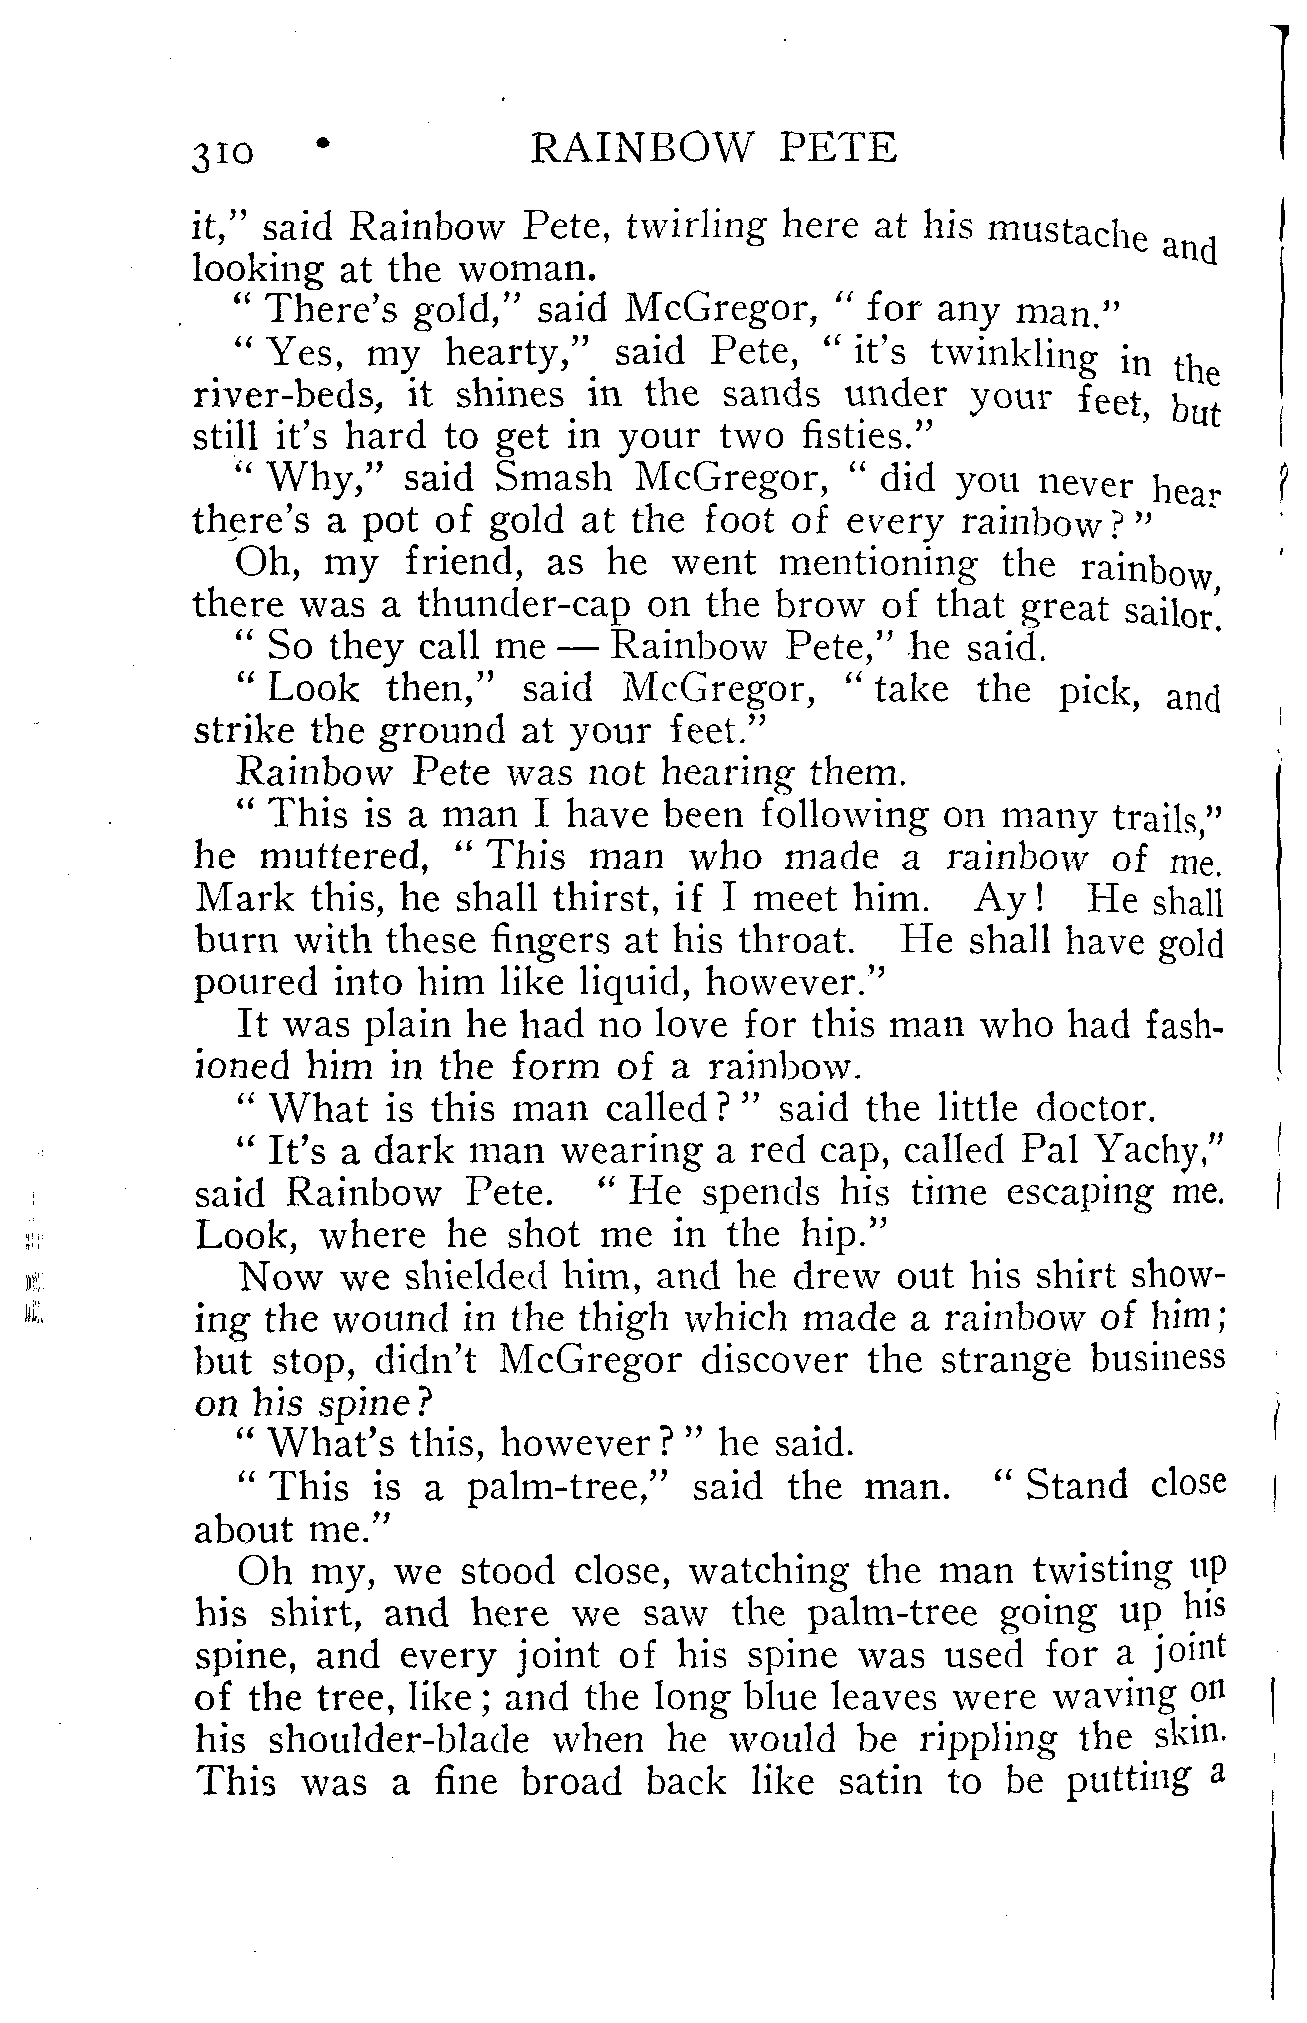 310 RAINBOW PETE
it,” said Rainbow Pete, twirling here at his mustache and
looking at the woman.
“ There’s gold,” said McGregor, “ for any man.”
“ Yes, my hearty,” said Pete, “ it’s twinkling in the
river-beds, it shines in the sands under your feet, but
still it’s hard to get in your two fisties.”
“ Why,” said Smash McGregor, “ did you never hear
there’s a pot of gold at the foot of every rainbow? ”
Oh, my friend, as he went mentioning the rainbow,
there was a thunder-cap on the brow of that great sailor.
“ So they call me — Rainbow Pete,” he said.
“ Look then,” said McGregor, “ take the pick, and
strike the ground at your feet.”
Rainbow Pete was not hearing them.
“ This is a man I have been following on many trails,”
he muttered, “ This man who made a rainbow of me.
Mark this, he shall thirst, if I meet him. Ay! He shall
burn with these fingers at his throat. He shall have gold
poured into him like liquid, however.”
It was plain he had no love for this man who had fash-
ioned him in the form of a rainbow.
“ What is this man called? ” said the little doctor.
“ It’s a dark man wearing a red cap, called Pal Yachy,”
said Rainbow Pete. “ He spends his time escaping me.
Look, where he shot me in the hip.”
Now we shielded him, and he drew out his shirt show-
ing the wound in the thigh which made a rainbow of him;
but stop, didn’t McGregor discover the strange business
on his spine?
“ What’s this, however? ” he said.
“ This is a palm-tree,” said the man. “ Stand close
about me.”
Oh my, we stood close, watching the man twisting up
his shirt, and here we saw the palm-tree going up his
spine, and every joint of his spine was used for a joint
of the tree, like; and the long blue leaves were waving on
his shoulder-blade when he would be rippling the skin.
This was a fine broad back like satin to be putting a